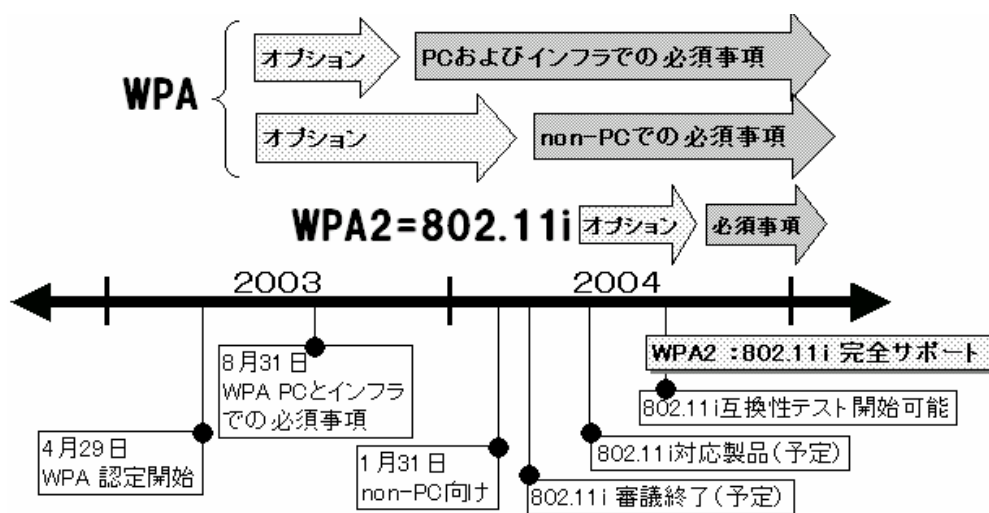 オプション
PCおよびインフラでの必須事項
WPA
オプション
non-PCでの必須事項
WPA2=802.11i
オプション
必須事項
2003
2004
WPA2 :802.11i 完全サポート
8月31日
WPA PCとインフラ
での必須事項
802.11i互換性テスト開始可能
4月29日
WPA 認定開始
1月31日
non-PC向け
802.11i対応製品(予定)
802.11i 審議終了(予定)